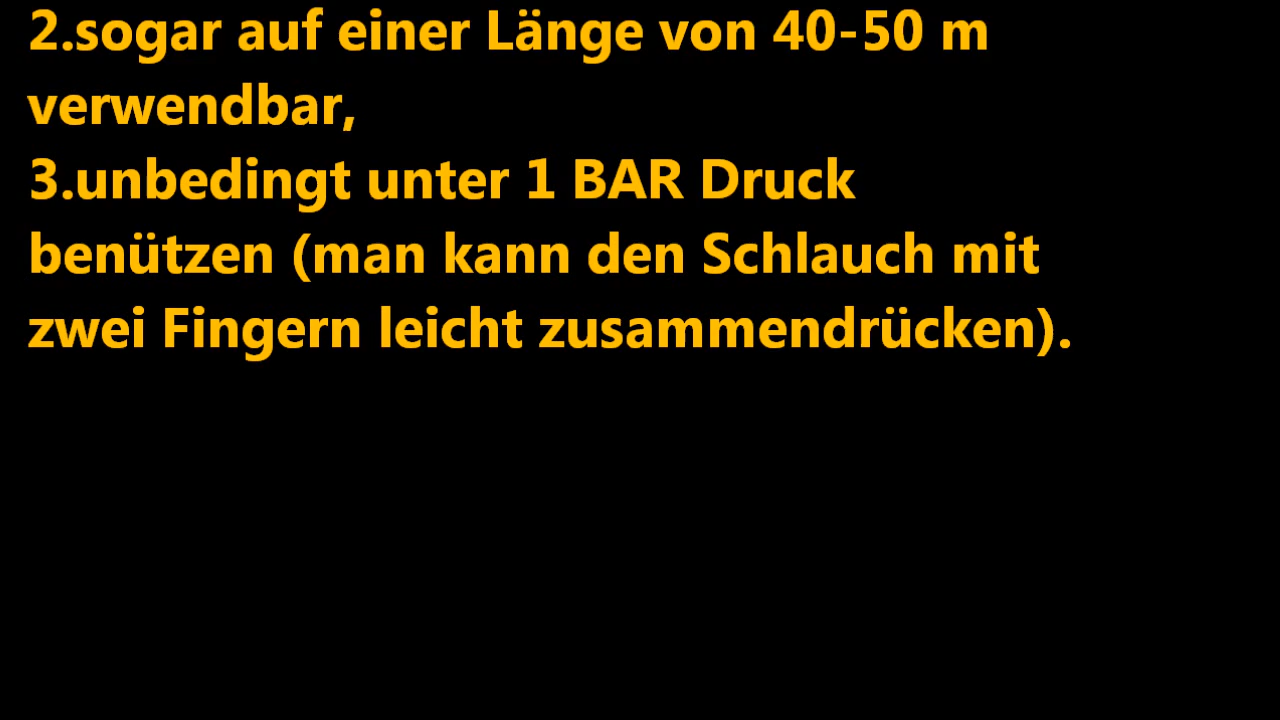 2.sogar auf einer Länge von 40-50 m
verwendbar,
3.unbedingt unter 1 BAR Druck
benützen (man kann den Schlauch mit
zwei Fingern leicht zusammendrücken).